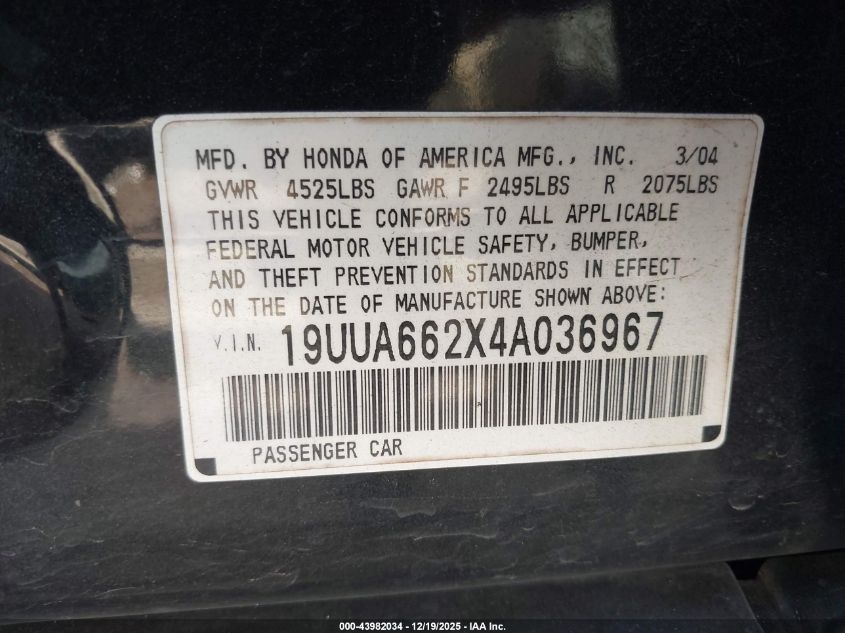 MFD. BY HONDA OF AMERICA MFG., INC. 3/04
GVWR 4525LBS GAWR F 2495LBS R 2075LBS
THIS VEHICLE CONFORMS TO ALL APPLICABLE
FEDERAL MOTOR VEHICLE SAFETY, BUMPER,
AND THEFT PREVENTION STANDARDS IN EFFECT
ON THE DATE OF MANUFACTURE SHOWN ABOVE:
V.I.N. 19UUA662X4A036967
PASSENGER CAR
000-43982034 - 12/19/2025 - IAA Inc.